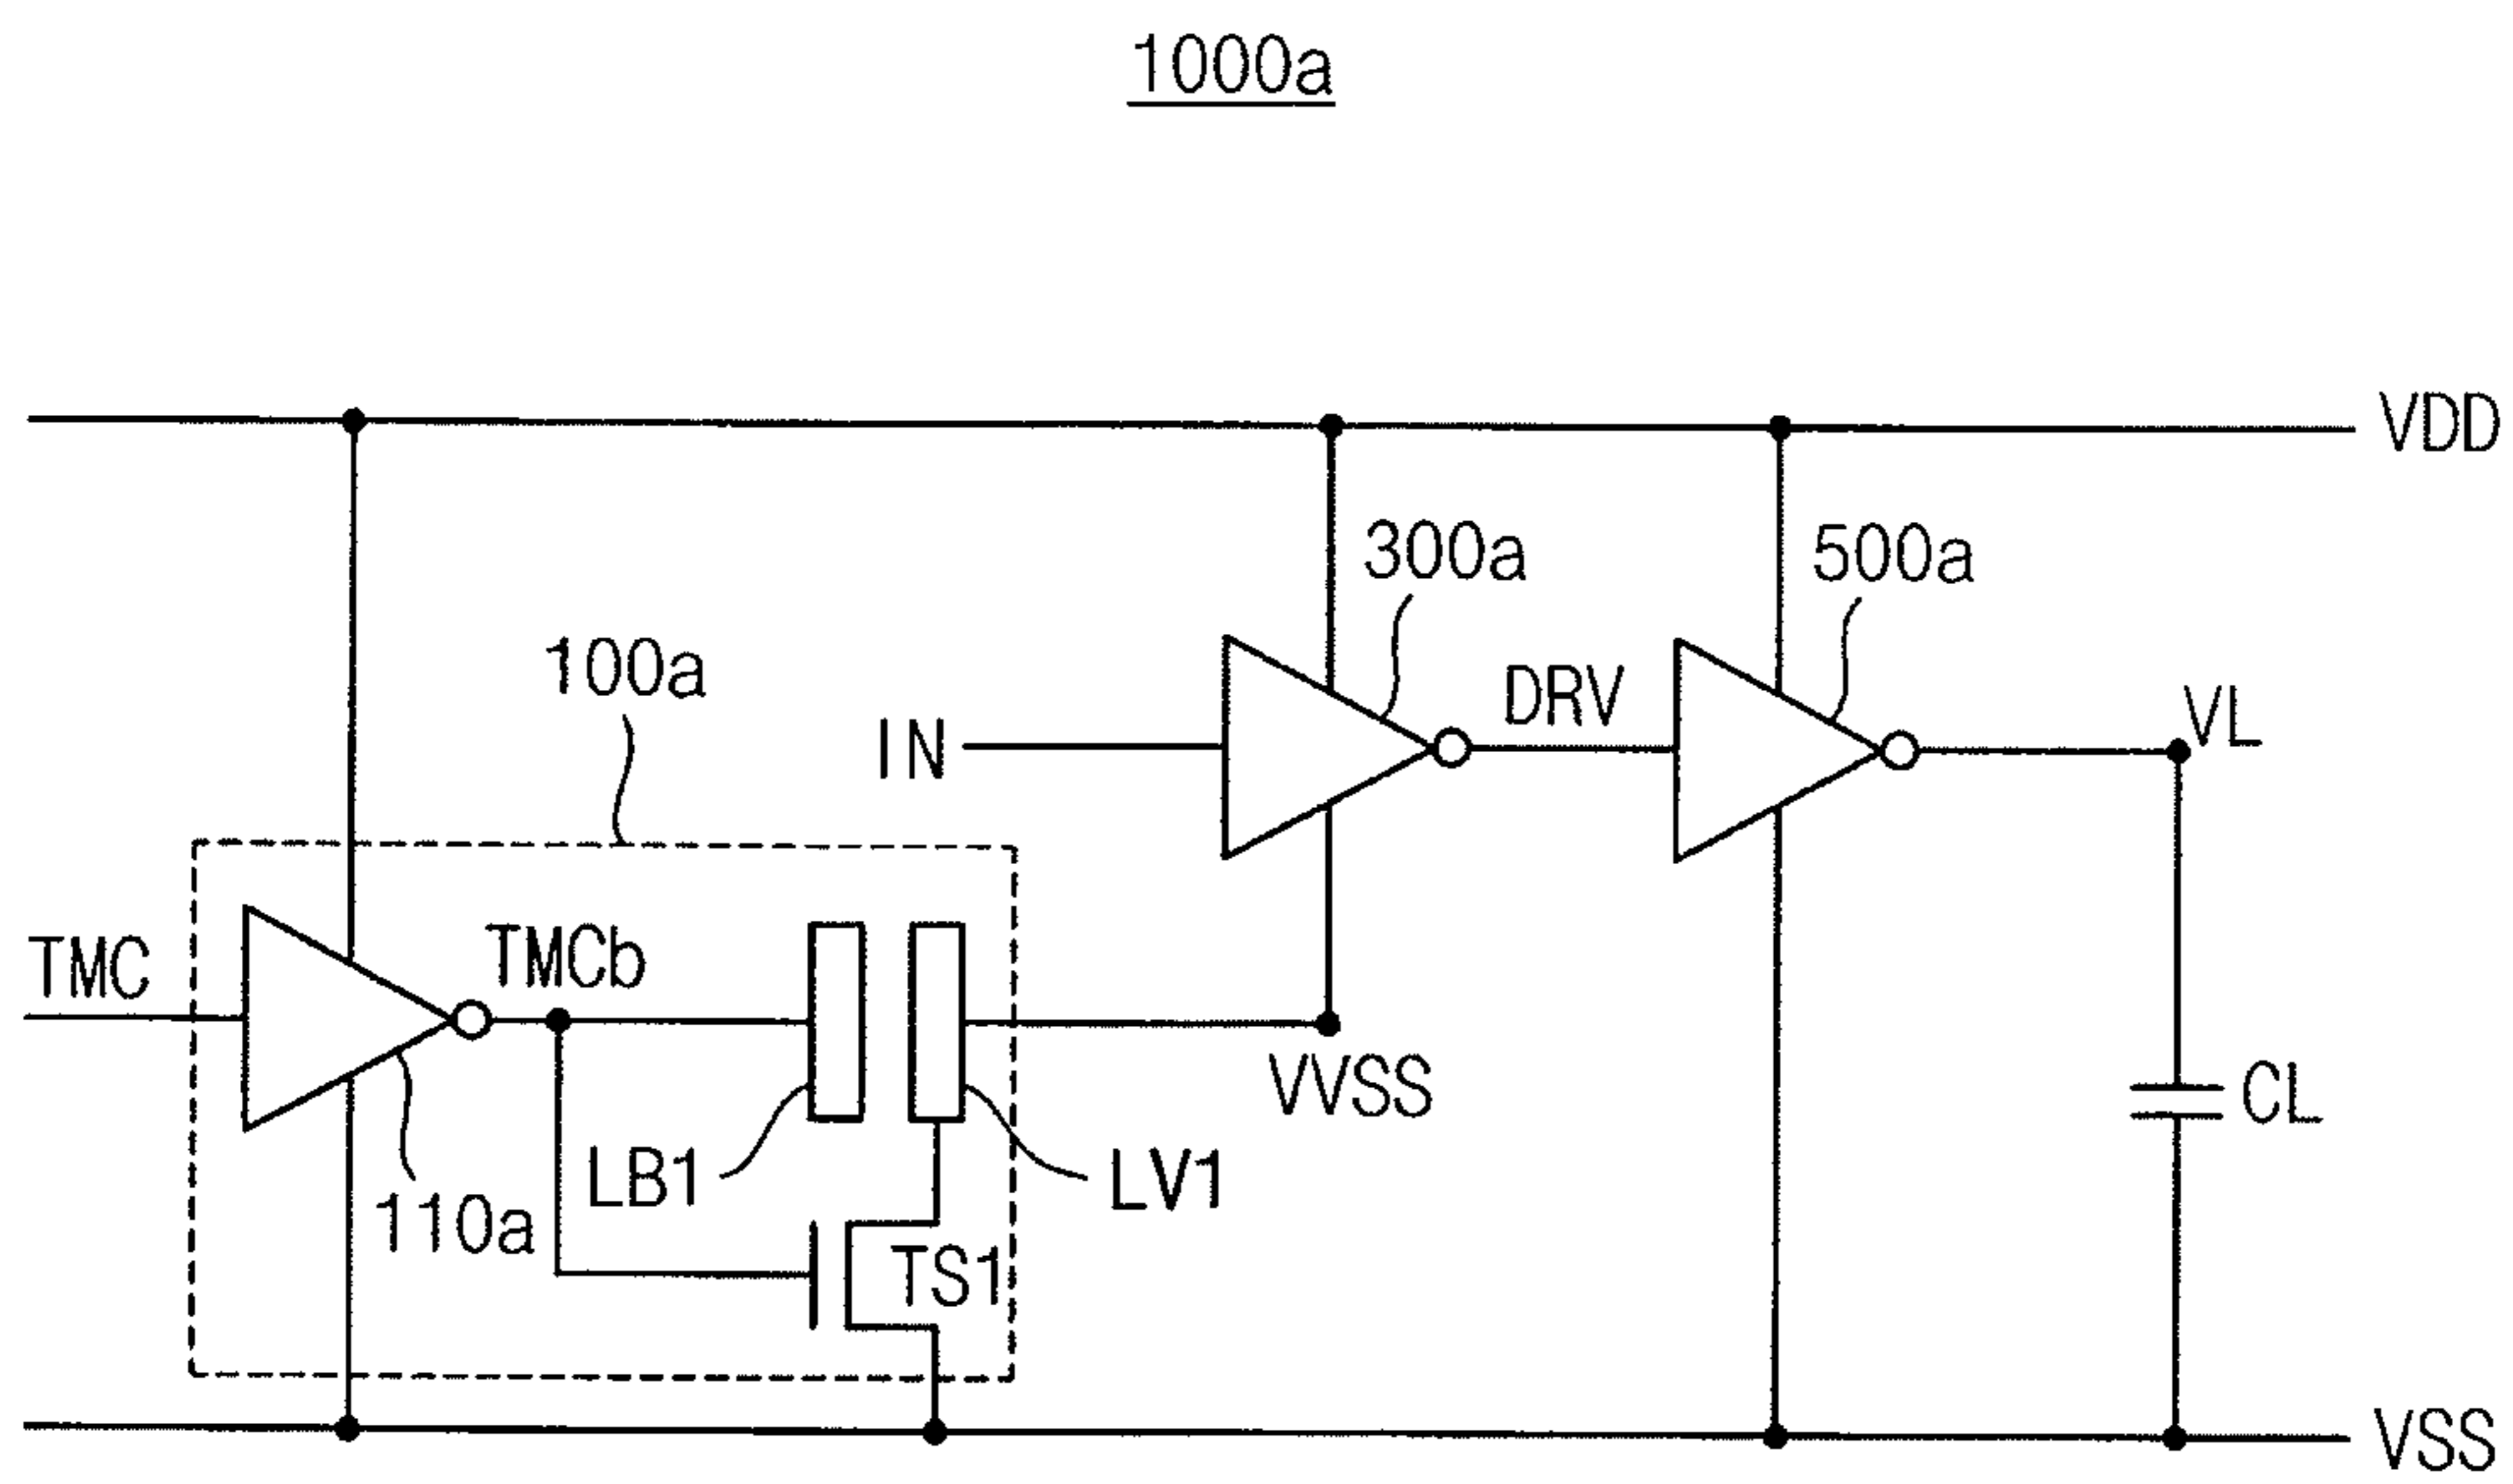 1000a
VDD
300a
500a
100a
IN
DRV
VL
TMC
TMCb
VVSS
CL
LB1
LV1
110a
TS1
VSS